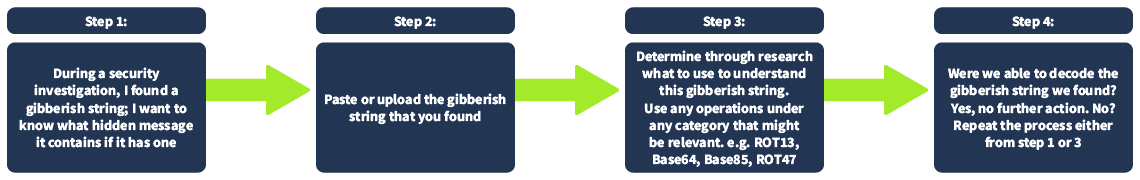 Step 1:
During a security
investigation, I found a
gibberish string; I want to
know what hidden message
it contains if it has one
Step 2:
Paste or upload the gibberish
string that you found
Step 3:
Determine through research
what to use to understand
this gibberish string.
Use any operations under
any category that might
be relevant. e.g. ROT13,
Base64, Base85, ROT47
Step 4:
Were we able to decode the
gibberish string we found?
Yes, no further action. No?
Repeat the process either
from step 1 or 3